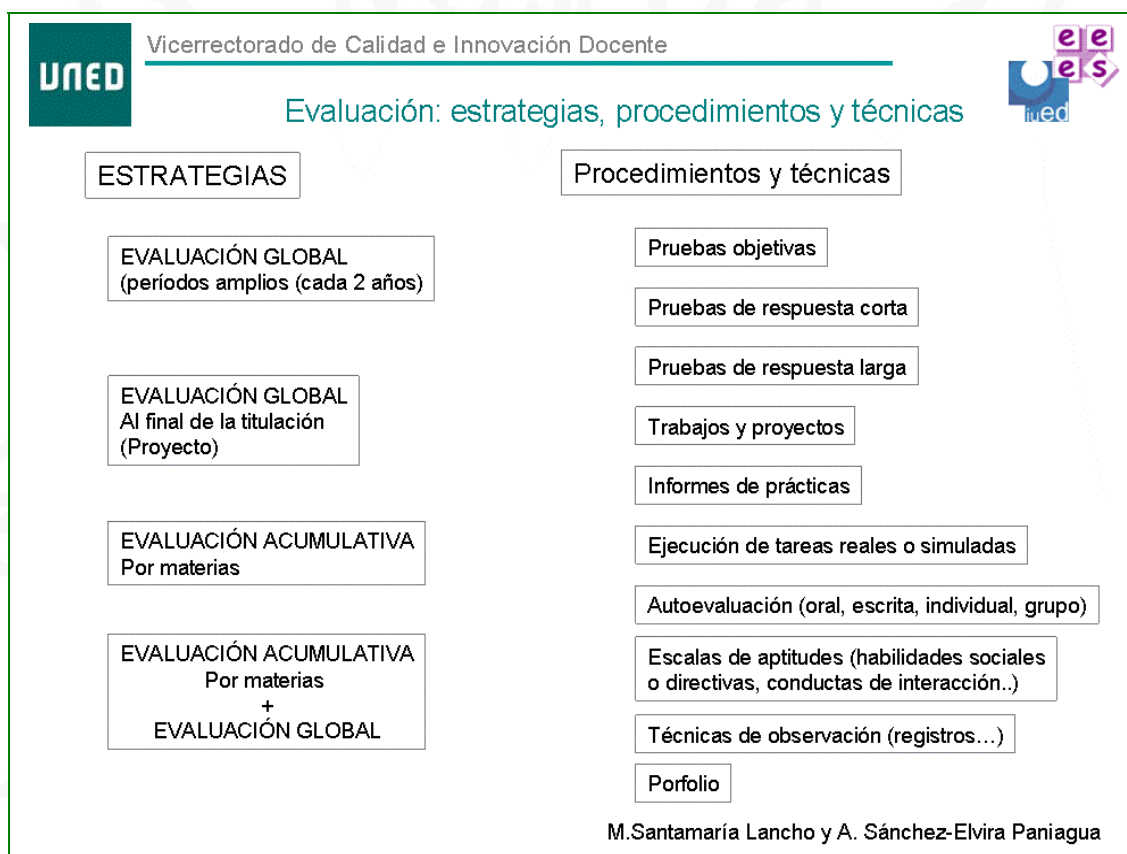 UNED
Vicerrectorado de Calidad e Innovación Docente
e e
e s
iued
Evaluación: estrategias, procedimientos y técnicas
ESTRATEGIAS
EVALUACIÓN GLOBAL
(períodos amplios (cada 2 años)
EVALUACIÓN GLOBAL
Al final de la titulación
(Proyecto)
EVALUACIÓN ACUMULATIVA
Por materias
EVALUACIÓN ACUMULATIVA
Por materias
+
EVALUACIÓN GLOBAL
Procedimientos y técnicas
Pruebas objetivas
Pruebas de respuesta corta
Pruebas de respuesta larga
Trabajos y proyectos
Informes de prácticas
Ejecución de tareas reales o simuladas
Autoevaluación (oral, escrita, individual, grupo)
Escalas de aptitudes (habilidades sociales
o directivas, conductas de interacción..)
Técnicas de observación (registros…)
Porfolio
M.Santamaría Lancho y A. Sánchez-Elvira Paniagua